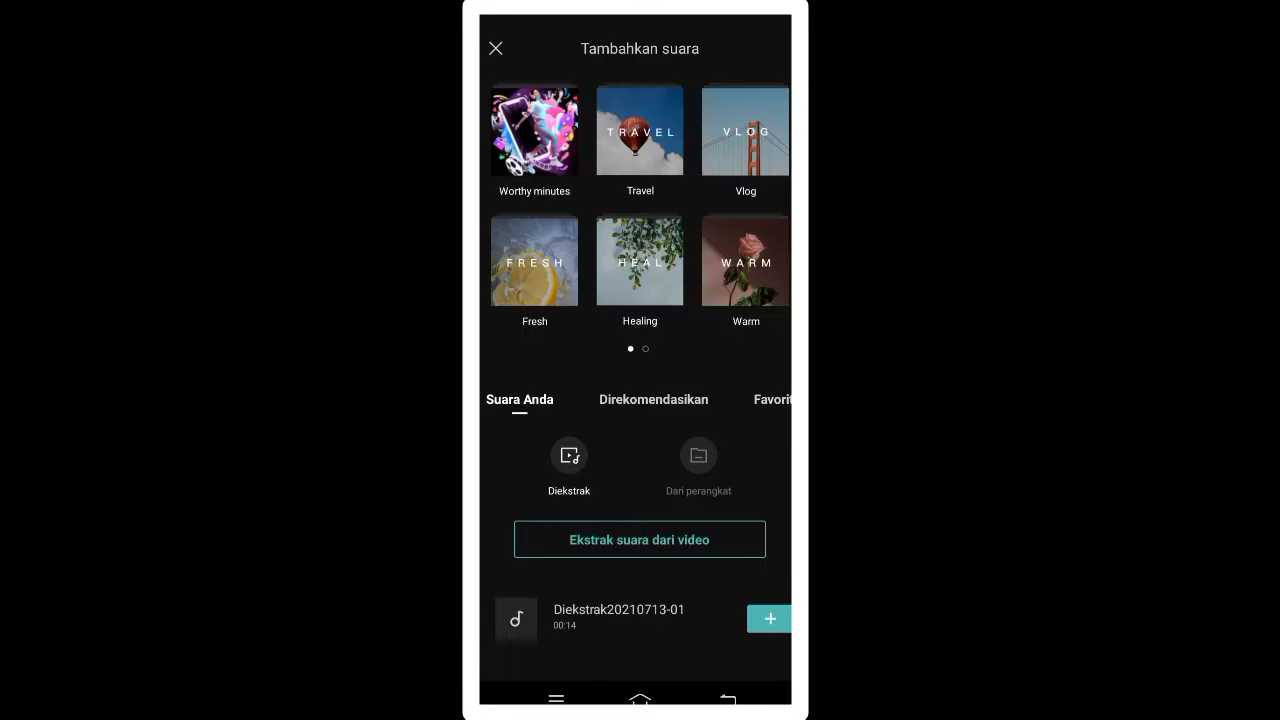 Tambahkan suara
TRAVEL
VLOG
Worthy minutes
Travel
Vlog
FRESH
HEAL
WARM
Fresh
Healing
Warm
Suara Anda
Direkomendasikan
Favorit
Diekstrak
Dari perangkat
Ekstrak suara dari video
Diekstrak20210713-01
00:14